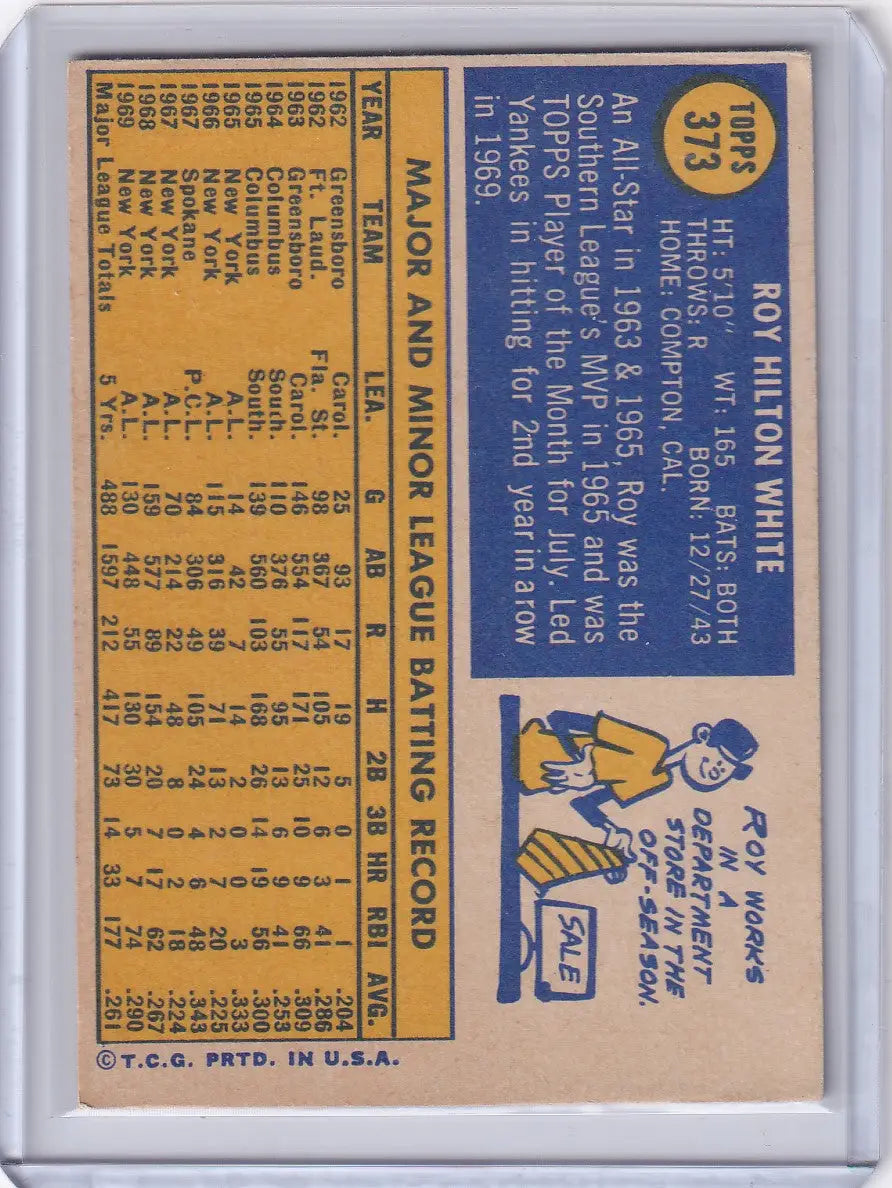 TOPPS
373
ROY HILTON WHITE
HT: 5'10" WT: 165 BATS: BOTH
THROWS: R BORN: 12/27/43
HOME: COMPTON, CAL.
An All-Star in 1963 & 1965, Roy was the
Southern League's MVP in 1965 and was
TOPPS Player of the Month for July. Led
Yankees in hitting for 2nd year in a row
in 1969.
ROY WORKS
IN A
DEPARTMENT
STORE IN THE
OFF-SEASON.
SALE
MAJOR AND MINOR LEAGUE BATTING RECORD
YEAR TEAM LEA. G AB R H 2B 3B HR RBI AVG.
1962 Greensboro Carol. 25 93 17 19 5 0 1 1 .204
1962 Ft. Laud. Fla. St. 98 367 54 105 12 6 3 41 .286
1963 Greensboro Carol. 146 554 117 171 25 10 9 66 .309
1964 Columbus South. 110 376 55 95 13 6 9 41 .253
1965 Columbus South. 139 560 103 168 26 14 19 56 .300
1965 New York A.L. 14 42 7 14 2 0 0 3 .333
1966 New York A.L. 115 316 39 71 13 2 7 20 .225
1967 Spokane P.C.L. 84 306 49 105 24 4 6 48 .343
1967 New York A.L. 70 214 22 48 8 0 2 18 .224
1968 New York A.L. 159 577 89 154 20 7 17 62 .267
1969 New York A.L. 130 448 55 130 30 5 7 74 .290
Major League Totals 5 Yrs. 488 1597 212 417 73 14 33 177 .261
© T.C.G. PRTD. IN U.S.A.